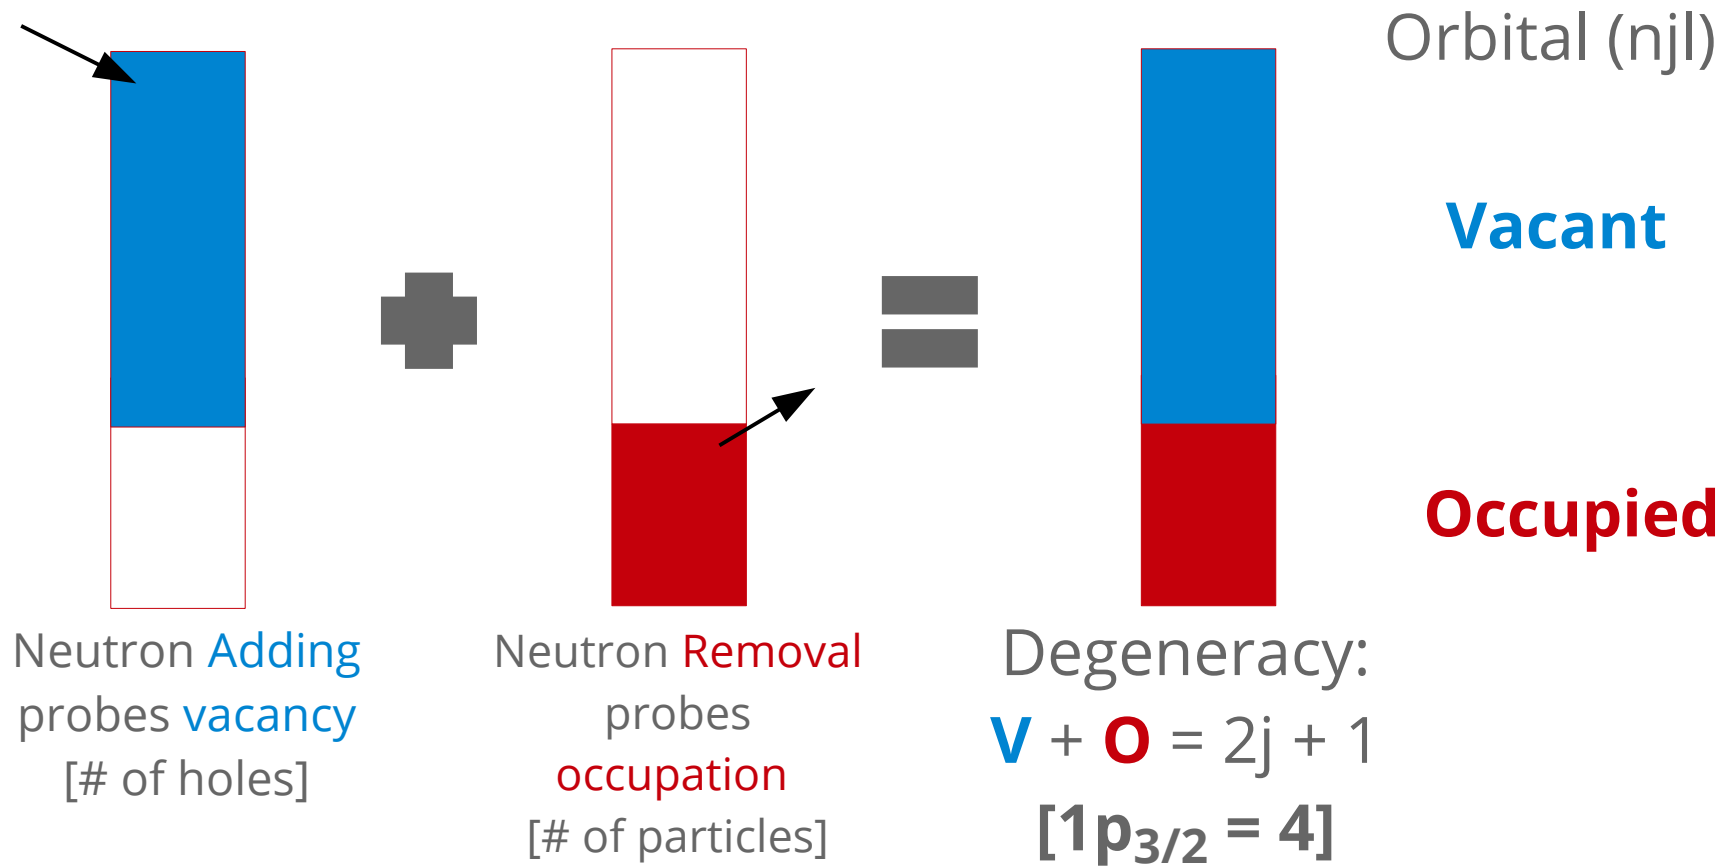 Orbital (njl)
Vacant
Occupied
Neutron Adding
probes vacancy
[# of holes]
Neutron Removal
probes
occupation
[# of particles]
Degeneracy:
V + O = 2j + 1
[1p3/2 = 4]